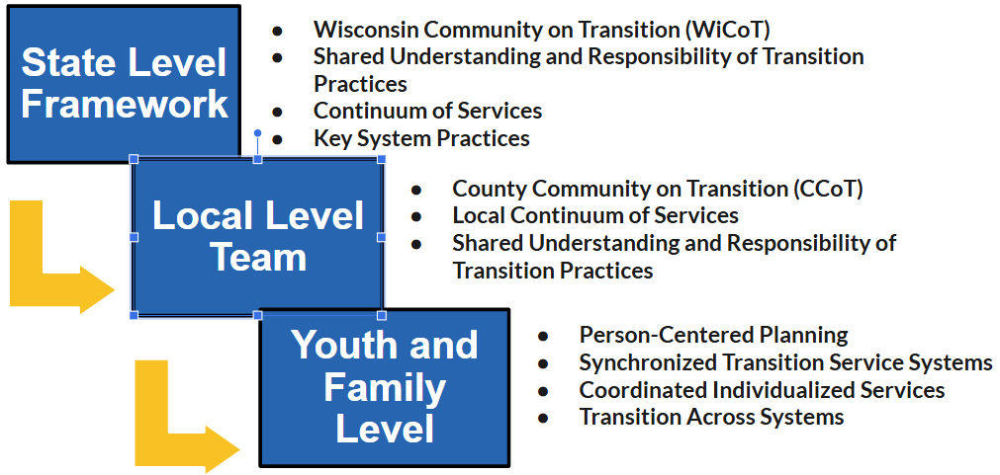 State Level
Framework
● Wisconsin Community on Transition (WiCoT)
● Shared Understanding and Responsibility of Transition
Practices
● Continuum of Services
● Key System Practices
Local Level
Team
● County Community on Transition (CCoT)
● Local Continuum of Services
● Shared Understanding and Responsibility of
Transition Practices
Youth and
Family
Level
● Person-Centered Planning
● Synchronized Transition Service Systems
● Coordinated Individualized Services
● Transition Across Systems